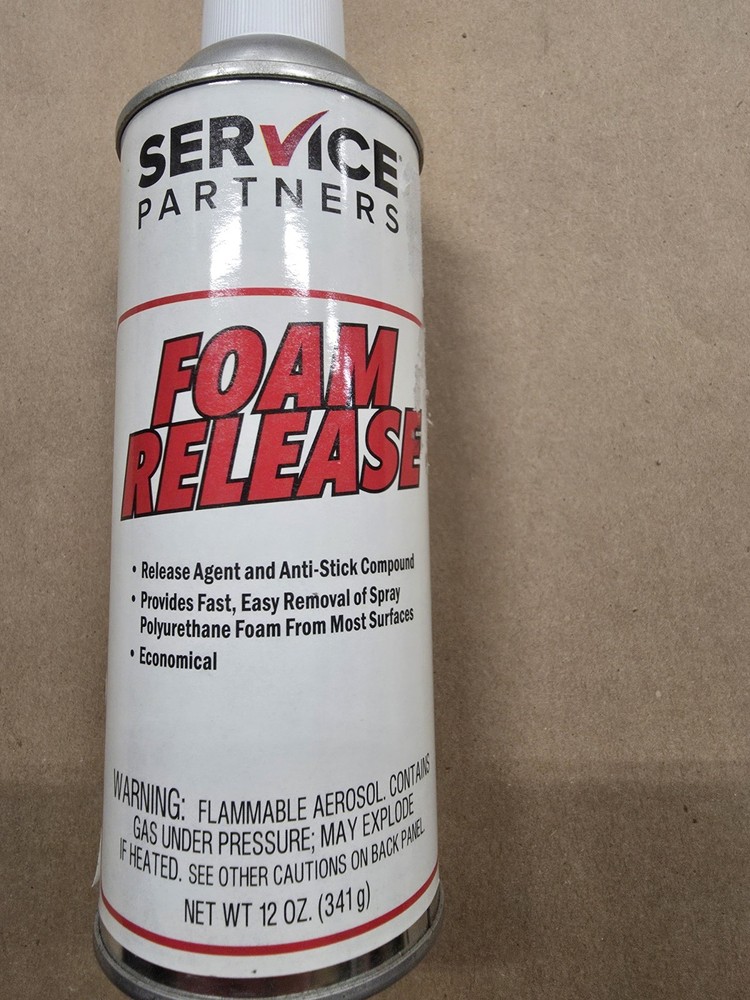 SERVICE
PARTNERS
FOAM
RELEASE
• Release Agent and Anti-Stick Compound
• Provides Fast, Easy Removal of Spray
Polyurethane Foam From Most Surfaces
• Economical
WARNING: FLAMMABLE AEROSOL. CONTAINS
GAS UNDER PRESSURE; MAY EXPLODE
IF HEATED. SEE OTHER CAUTIONS ON BACK PANEL.
NET WT 12 OZ. (341 g)